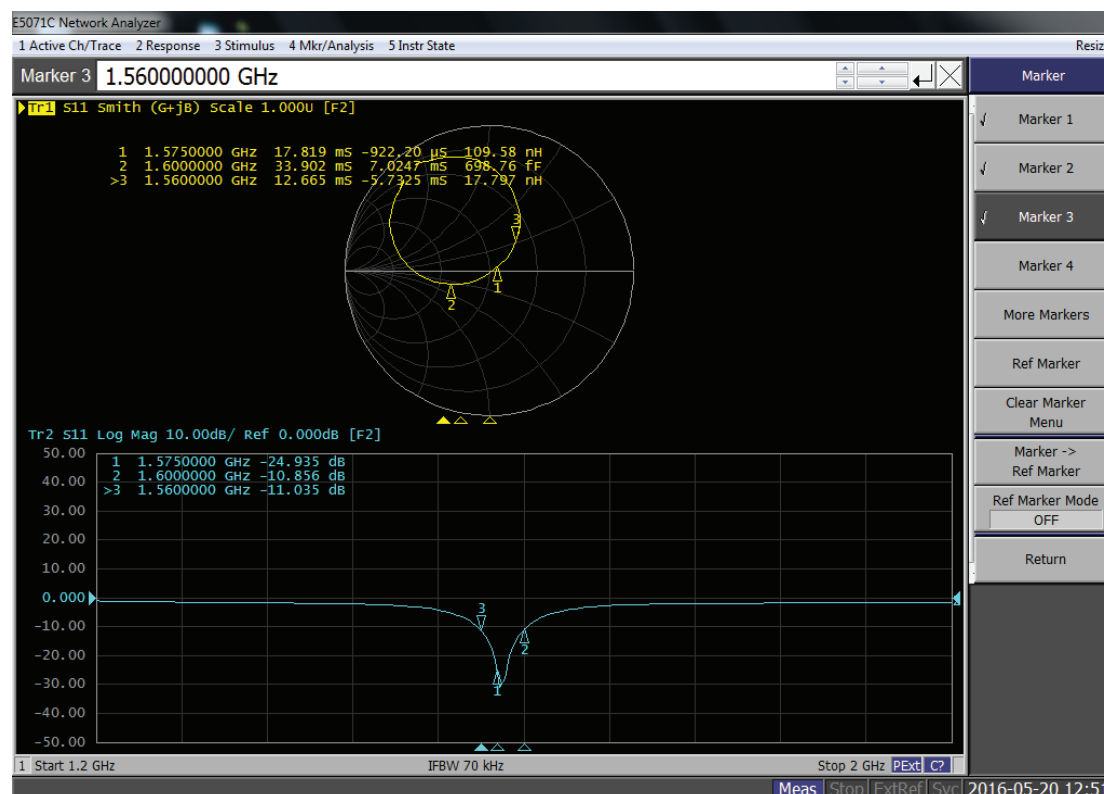 E5071C Network Analyzer
1 Active Ch/Trace 2 Response 3 Stimulus 4 Mkr/Analysis 5 Instr State
Resiz
Marker 3 1.560000000 GHz
Marker
Tr1 S11 Smith (G+jB) Scale 1.000U [F2]
1 1.5750000 GHz 17.819 mS -922.20 µS 109.58 nH
2 1.6000000 GHz 33.902 mS 7.0247 mS 698.76 fF
>3 1.5600000 GHz 12.665 mS -5.7325 mS 17.797 nH
3
1
2
Tr2 S11 Log Mag 10.00dB/ Ref 0.000dB [F2]
50.00
40.00
30.00
20.00
10.00
0.000
-10.00
-20.00
-30.00
-40.00
-50.00
1 1.5750000 GHz -24.935 dB
2 1.6000000 GHz -10.856 dB
>3 1.5600000 GHz -11.035 dB
3
2
1
Marker 1
Marker 2
Marker 3
Marker 4
More Markers
Ref Marker
Clear Marker
Menu
Marker ->
Ref Marker
Ref Marker Mode
OFF
Return
1 Start 1.2 GHz IFBW 70 kHz Stop 2 GHz PExt C?
Meas Stop ExtRef Svc 2016-05-20 12:51